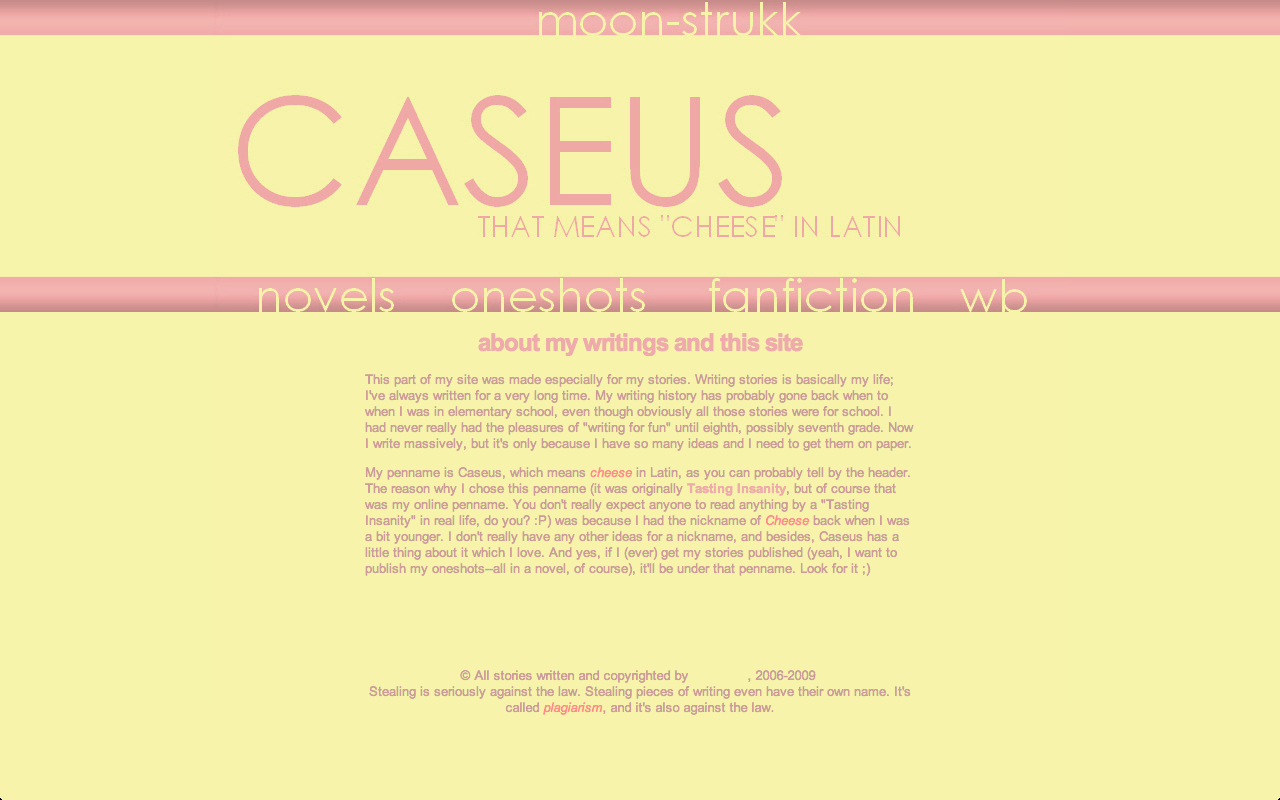 moon-strukk
CASEUS
THAT MEANS "CHEESE" IN LATIN
novels oneshots fanfiction wb
about my writings and this site
This part of my site was made especially for my stories. Writing stories is basically my life;
I've always written for a very long time. My writing history has probably gone back when to
when I was in elementary school, even though obviously all those stories were for school. I
had never really had the pleasures of "writing for fun" until eighth, possibly seventh grade. Now
I write massively, but it's only because I have so many ideas and I need to get them on paper.
My penname is Caseus, which means cheese in Latin, as you can probably tell by the header.
The reason why I chose this penname (it was originally Tasting Insanity, but of course that
was my online penname. You don't really expect anyone to read anything by a "Tasting
Insanity" in real life, do you? :P) was because I had the nickname of Cheese back when I was
a bit younger. I don't really have any other ideas for a nickname, and besides, Caseus has a
little thing about it which I love. And yes, if I (ever) get my stories published (yeah, I want to
publish my oneshots--all in a novel, of course), it'll be under that penname. Look for it ;)
© All stories written and copyrighted by , 2006-2009
Stealing is seriously against the law. Stealing pieces of writing even have their own name. It's
called plagiarism, and it's also against the law.